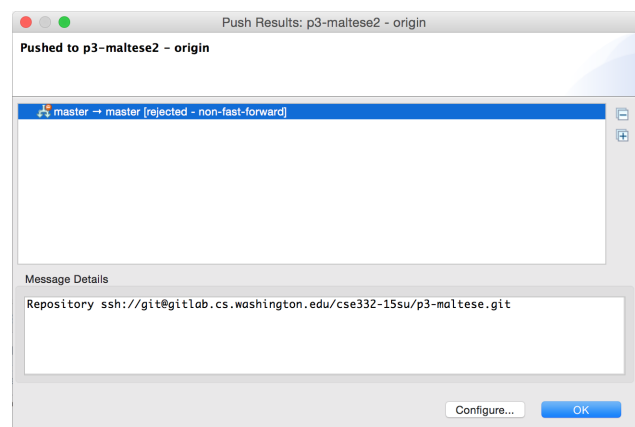 Push Results: p3-maltese2 - origin
Pushed to p3-maltese2 - origin
master → master [rejected - non-fast-forward]
Message Details
Repository ssh://git@gitlab.cs.washington.edu/cse332-15su/p3-maltese.git
Configure... OK